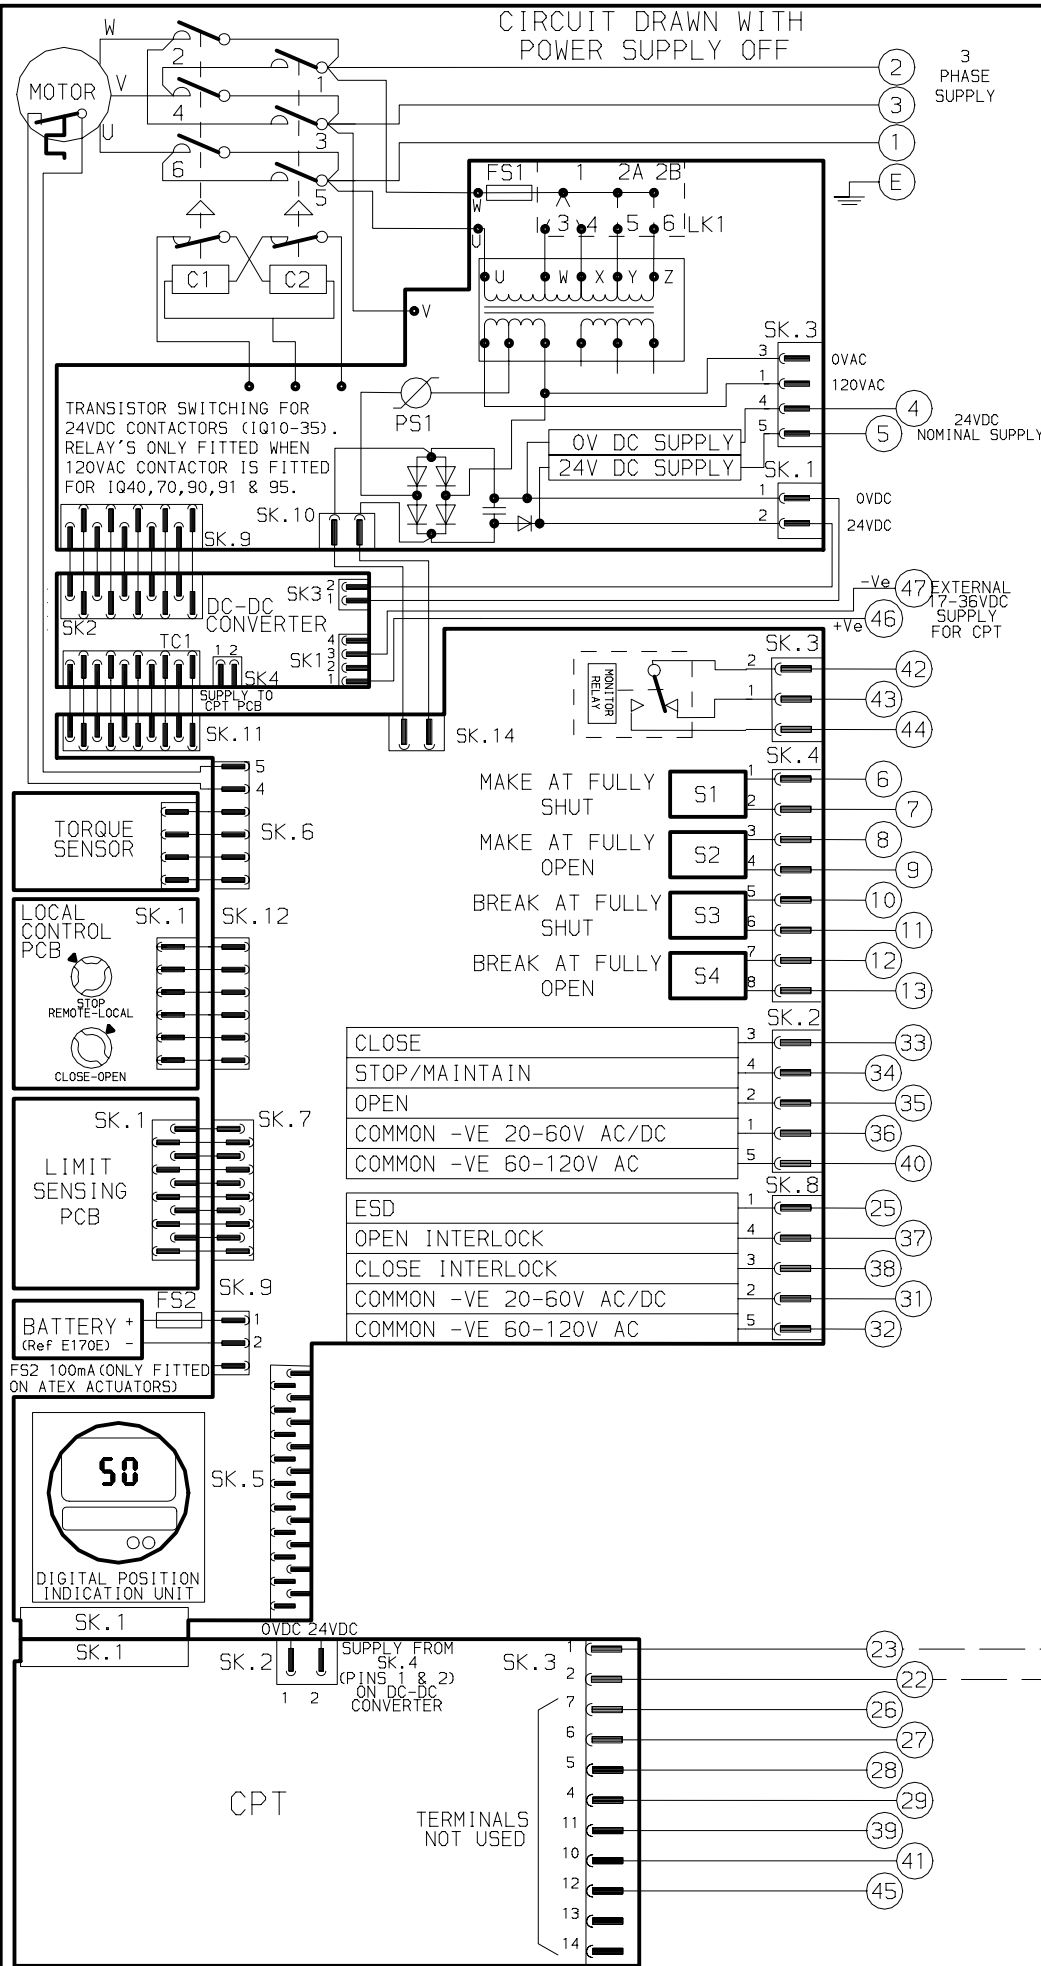 CIRCUIT DRAWN WITH
POWER SUPPLY OFF
W
V
U
MOTOR
2
4
6
1
3
5
2
3
1
E
3
PHASE
SUPPLY
C1
C2
FS1
1
2A
2B
W
U
3
4
5
6
LK1
U
W
X
Y
Z
V
SK.3
3
0VAC
1
120VAC
4
4
5
5
24VDC
NOMINAL SUPPLY
PS1
0V DC SUPPLY
24V DC SUPPLY
SK.1
1
0VDC
2
24VDC
TRANSISTOR SWITCHING FOR
24VDC CONTACTORS (IQ10-35).
RELAY'S ONLY FITTED WHEN
120VAC CONTACTOR IS FITTED
FOR IQ40,70,90,91 & 95.
SK.9
SK.10
SK2
DC-DC
CONVERTER
SK3
2
1
SK1
4
3
2
1
TC1
1 2
SK4
SUPPLY TO
CPT PCB
-Ve
47
+Ve
46
EXTERNAL
17-36VDC
SUPPLY
FOR CPT
SK.11
SK.14
MONITOR
RELAY
SK.3
2
42
1
43
44
SK.4
MAKE AT FULLY
SHUT
S1
1
6
2
7
MAKE AT FULLY
OPEN
S2
3
8
4
9
BREAK AT FULLY
SHUT
S3
5
10
6
11
BREAK AT FULLY
OPEN
S4
7
12
8
13
5
4
TORQUE
SENSOR
SK.6
LOCAL
CONTROL
PCB
SK.1
SK.12
STOP
REMOTE-LOCAL
CLOSE-OPEN
SK.2
CLOSE
3
33
STOP/MAINTAIN
4
34
OPEN
2
35
COMMON -VE 20-60V AC/DC
1
36
COMMON -VE 60-120V AC
5
40
SK.8
ESD
1
25
OPEN INTERLOCK
4
37
CLOSE INTERLOCK
3
38
COMMON -VE 20-60V AC/DC
2
31
COMMON -VE 60-120V AC
5
32
SK.1
SK.7
LIMIT
SENSING
PCB
SK.9
FS2
BATTERY
(Ref E170E)
+
-
1
2
FS2 100mA(ONLY FITTED
ON ATEX ACTUATORS)
50
SK.5
DIGITAL POSITION
INDICATION UNIT
SK.1
SK.1
0VDC 24VDC
SK.2
1 2
SUPPLY FROM
SK.4
(PINS 1 & 2)
ON DC-DC
CONVERTER
SK.3
1
23
2
22
7
26
6
27
5
28
4
29
11
39
10
41
12
45
13
14
CPT
TERMINALS
NOT USED